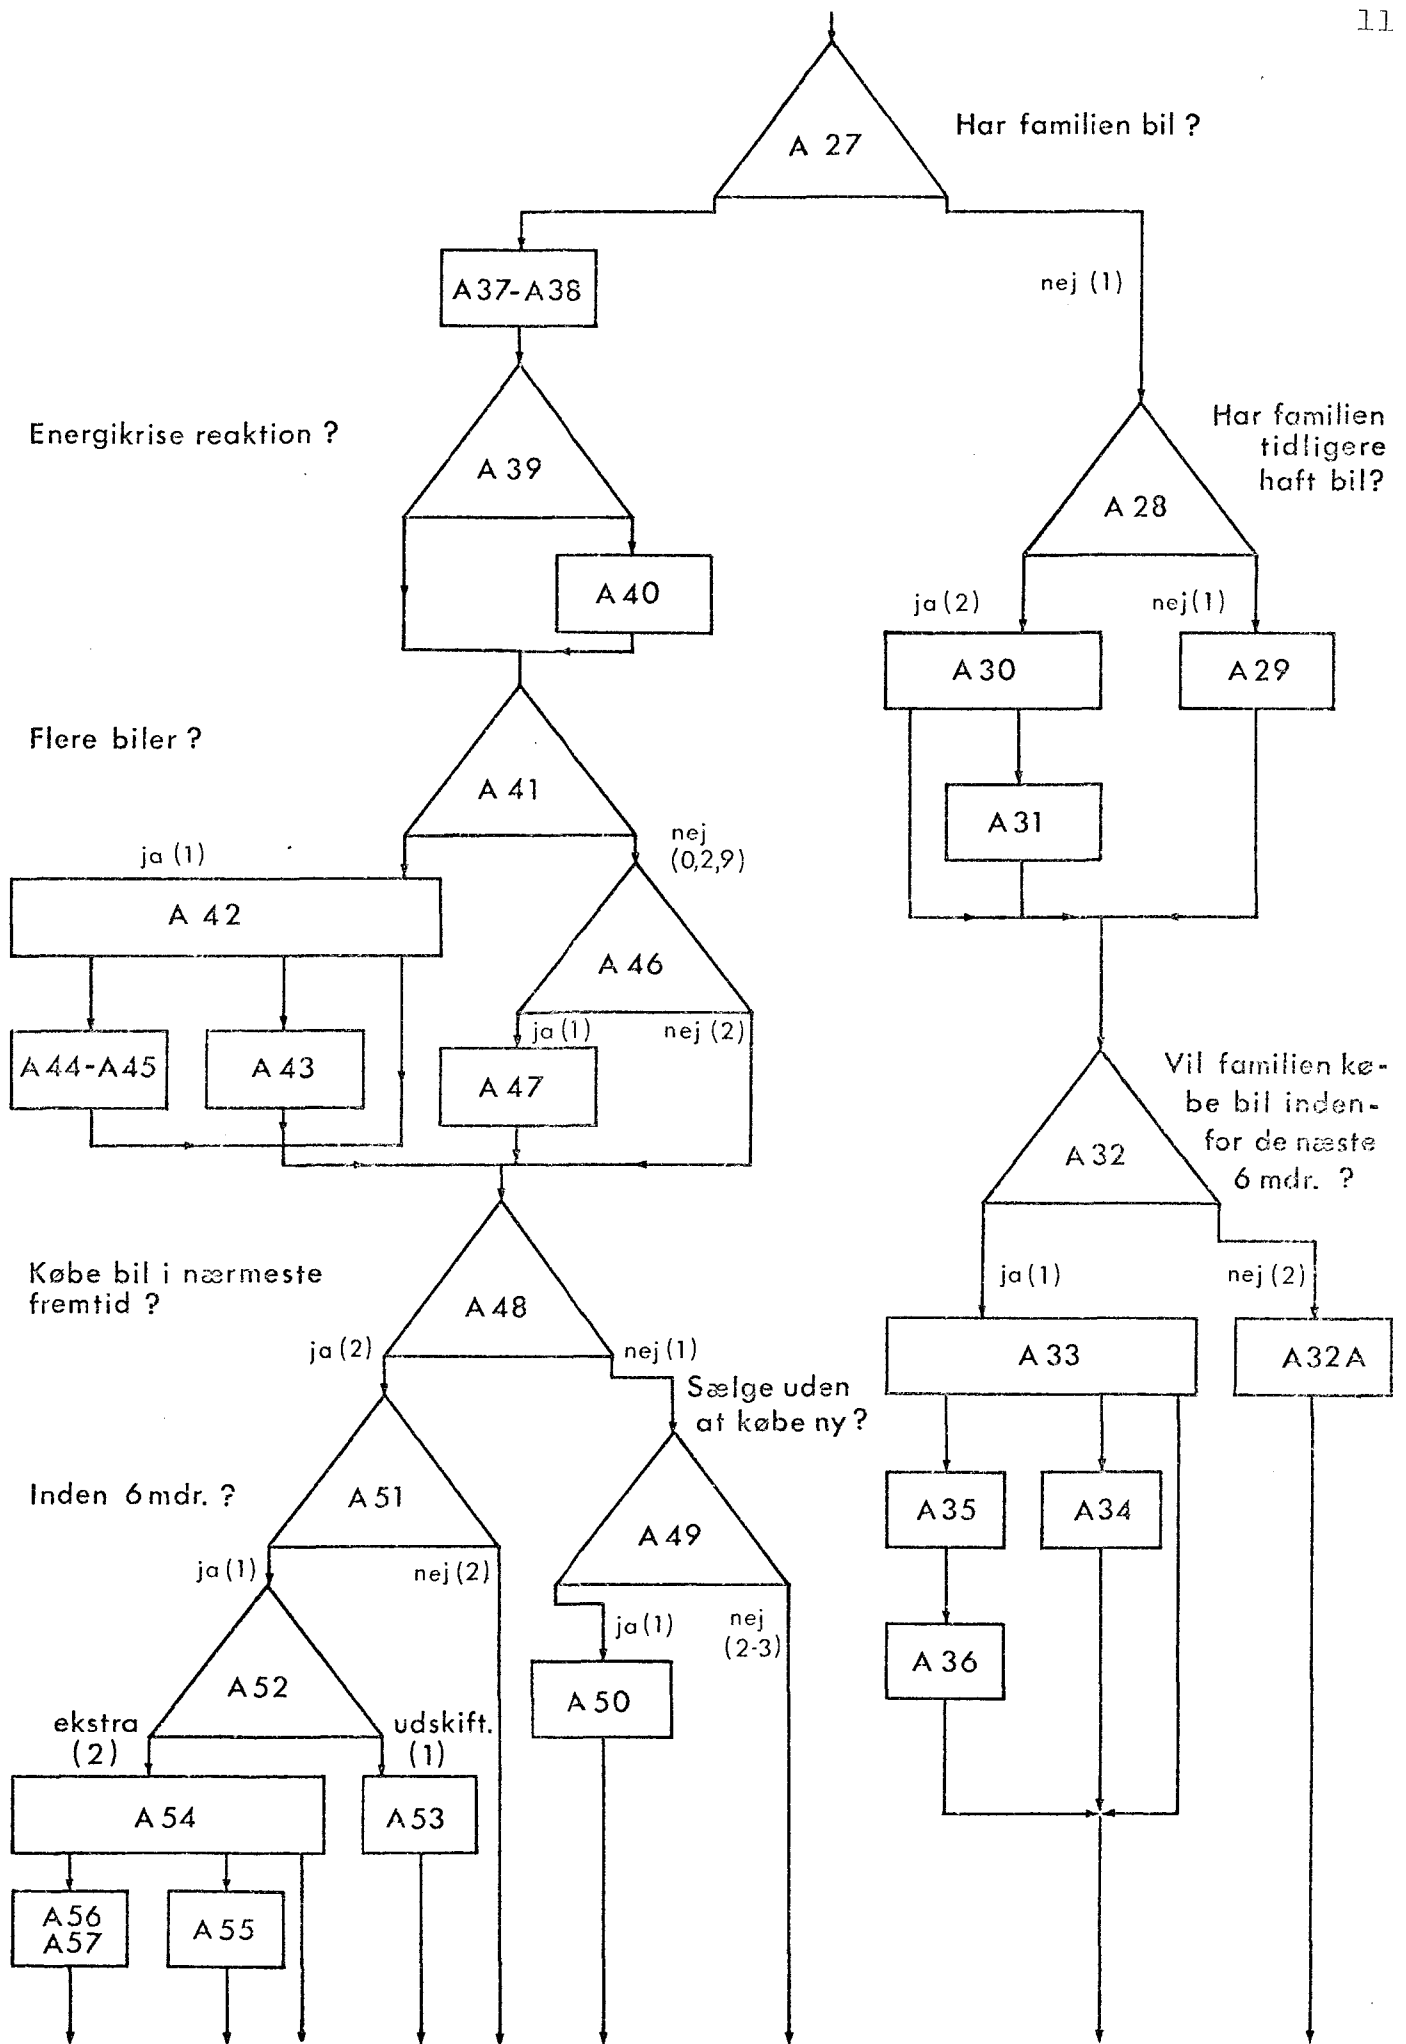 11
Har familien bil ?
A 27
nej (1)
A37-A38
Energikrise reaktion ?
A 39
A 40
Har familien
tidligere
haft bil?
A 28
ja (2)
nej(1)
A 30
A 29
A 31
Flere biler ?
A 41
ja (1)
nej
(0,2,9)
A 42
A 46
ja (1)
nej (2)
A44-A45
A 43
A 47
Vil familien kø-
be bil inden-
for de næste
6 mdr. ?
A 32
ja (1)
nej (2)
A 33
A32A
Købe bil i nærmeste
fremtid ?
A 48
ja (2)
nej (1)
Sælge uden
at købe ny ?
Inden 6 mdr. ?
A 51
A 49
A 35
A 34
ja (1)
nej (2)
ja (1)
nej
(2-3)
A 36
A 52
A 50
ekstra
(2)
udskift.
(1)
A 54
A 53
A 56
A 57
A 55